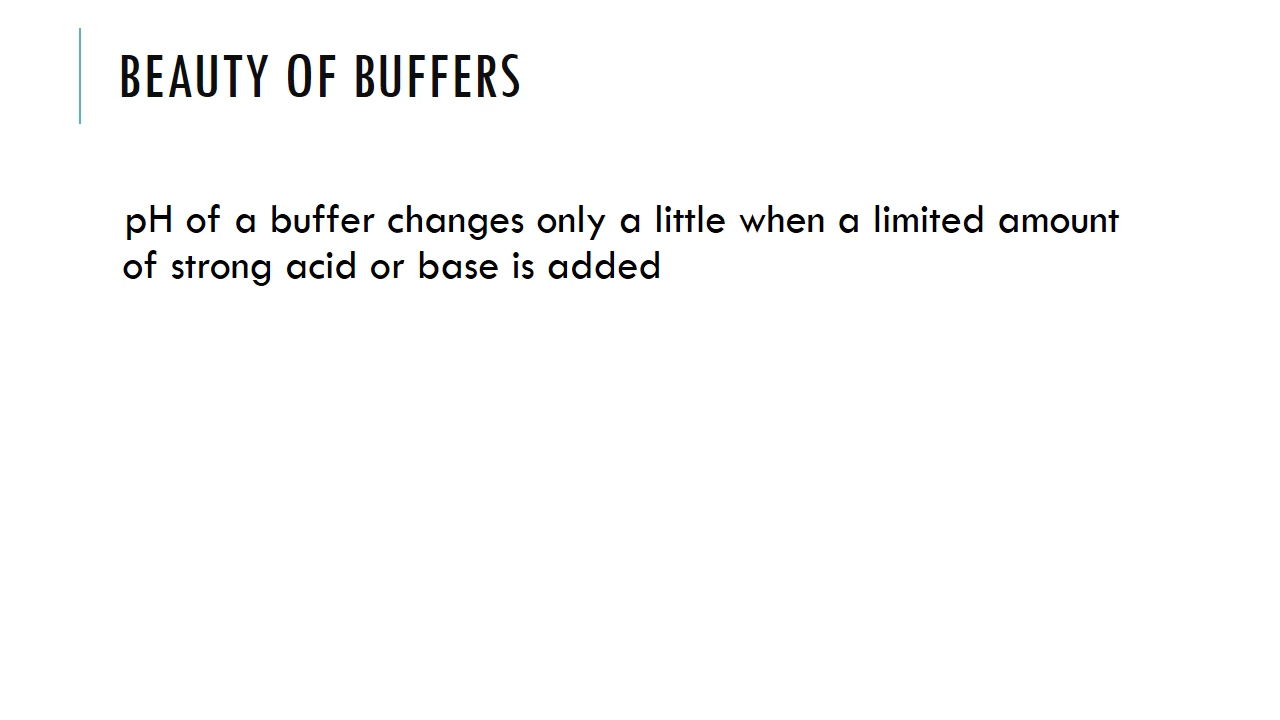 BEAUTY OF BUFFERS
pH of a buffer changes only a little when a limited amount
of strong acid or base is added